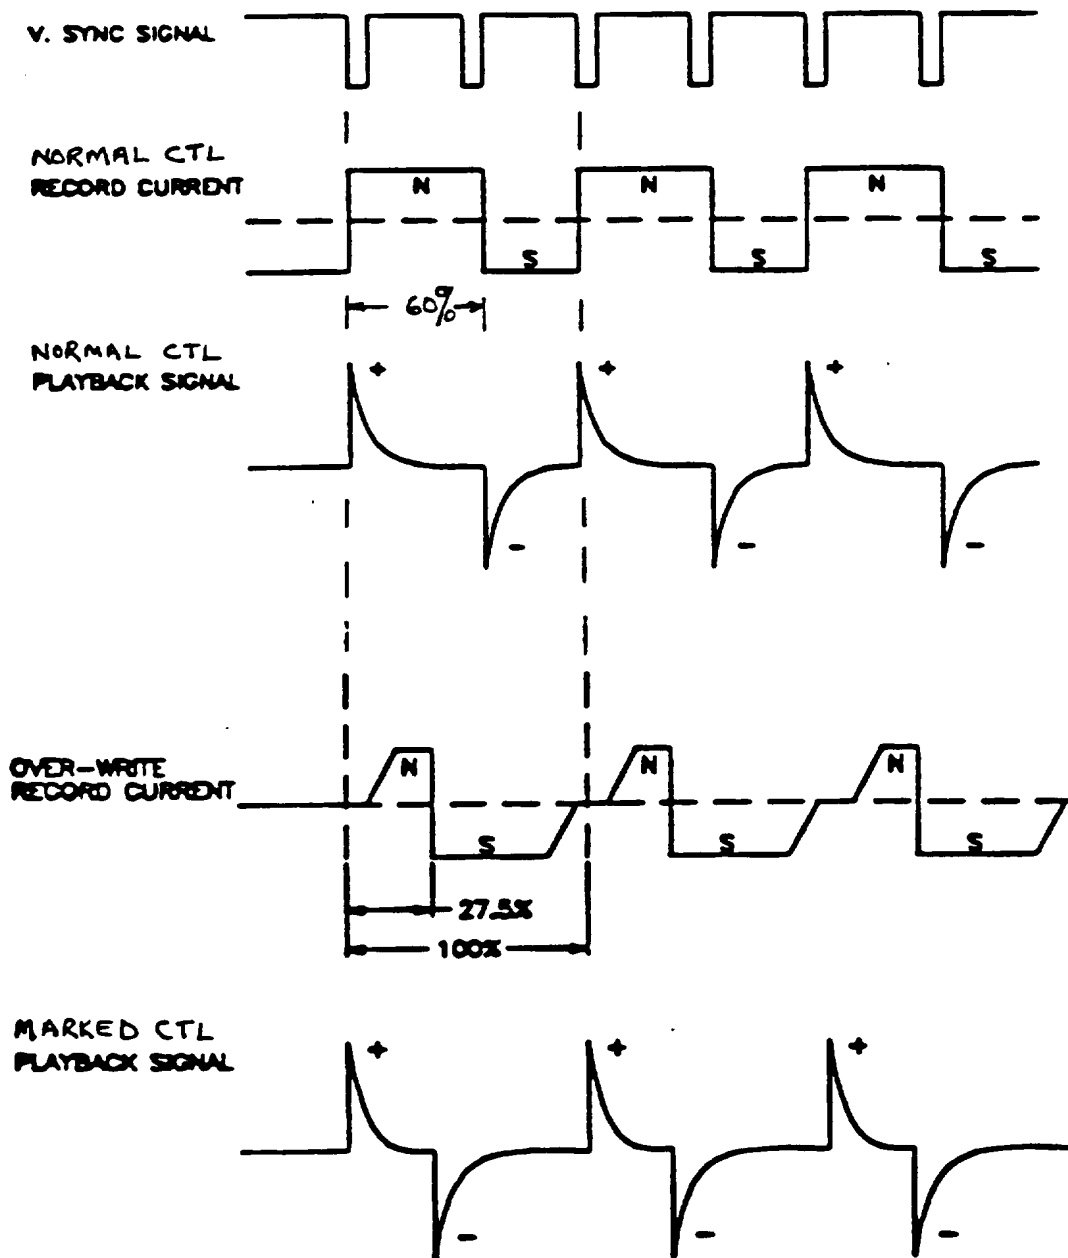 V. SYNC SIGNAL
NORMAL CTL
RECORD CURRENT
N N N
S S S
60%
NORMAL CTL
PLAYBACK SIGNAL
+ + +
- - -
OVER-WRITE
RECORD CURRENT
N N N
S S S
27.5%
100%
MARKED CTL
PLAYBACK SIGNAL
+ + +
- - -